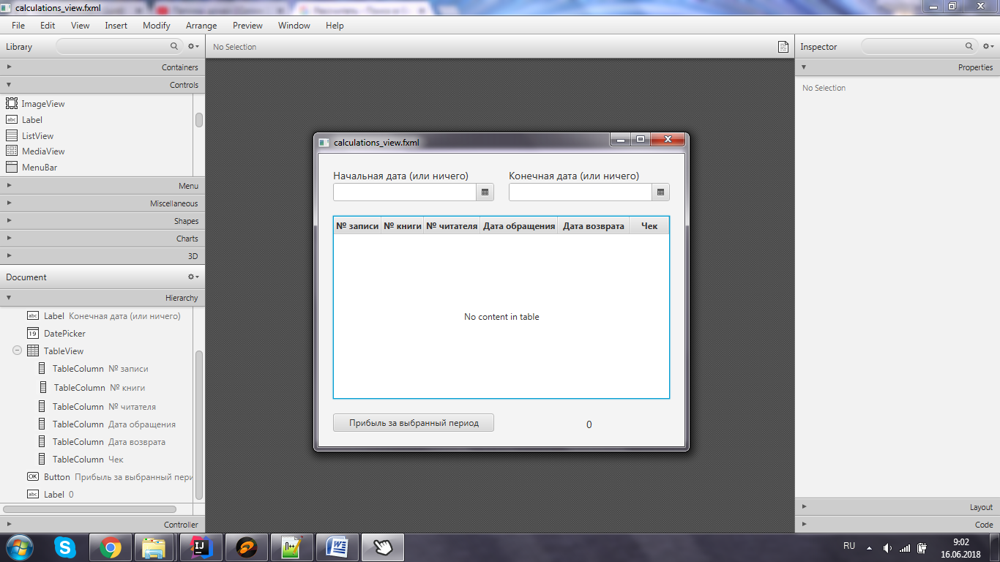 calculations_view.fxml
File Edit View Insert Modify Arrange Preview Window Help
Library
No Selection
Inspector
Containers
Controls
ImageView
abc Label
ListView
MediaView
MenuBar
Menu
Miscellaneous
Shapes
Charts
3D
Document
Hierarchy
abc Label Конечная дата (или ничего)
19 DatePicker
TableView
TableColumn № записи
TableColumn № книги
TableColumn № читателя
TableColumn Дата обращения
TableColumn Дата возврата
TableColumn Чек
OK Button Прибыль за выбранный пери
abc Label 0
Controller
calculations_view.fxml
Начальная дата (или ничего) Конечная дата (или ничего)
№ записи № книги № читателя Дата обращения Дата возврата Чек
No content in table
Прибыль за выбранный период 0
Properties
No Selection
Layout
Code
RU
9:02
16.06.2018